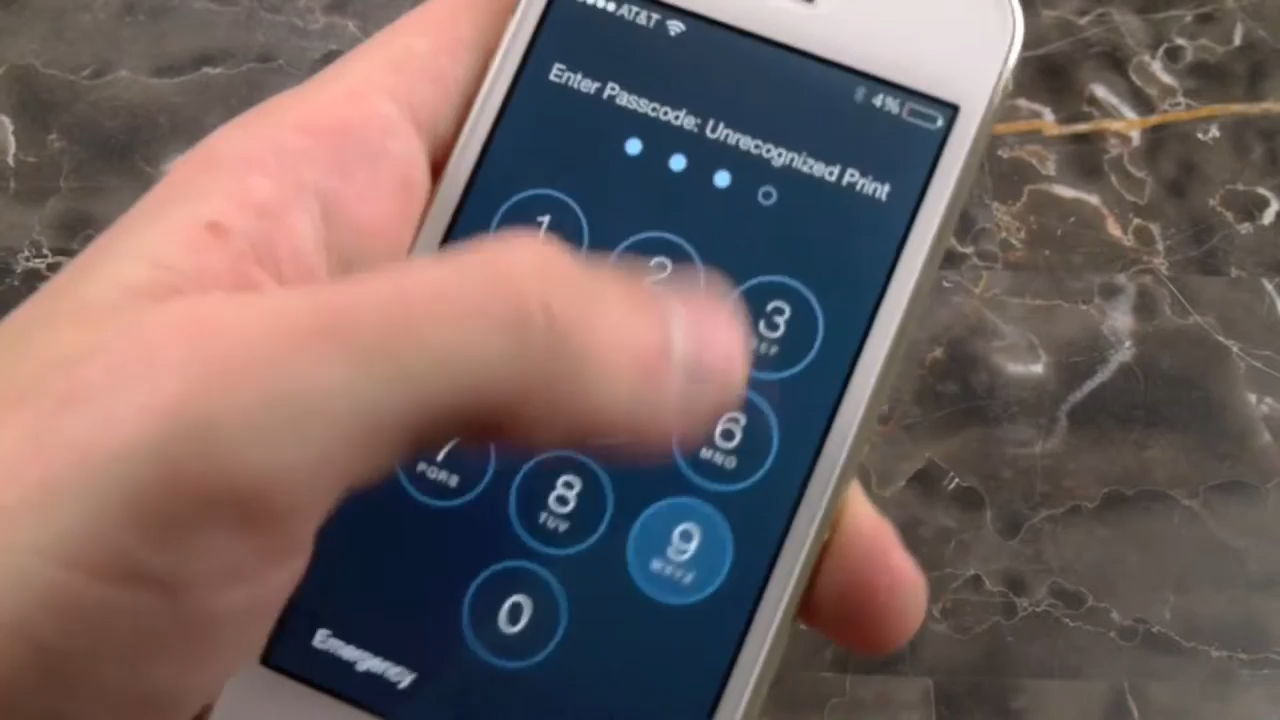 AT&T
4%
Enter Passcode: Unrecognized Print
1
2
3
DEF
6
MNO
7
PQRS
8
TUV
9
WXYZ
0
Emergency